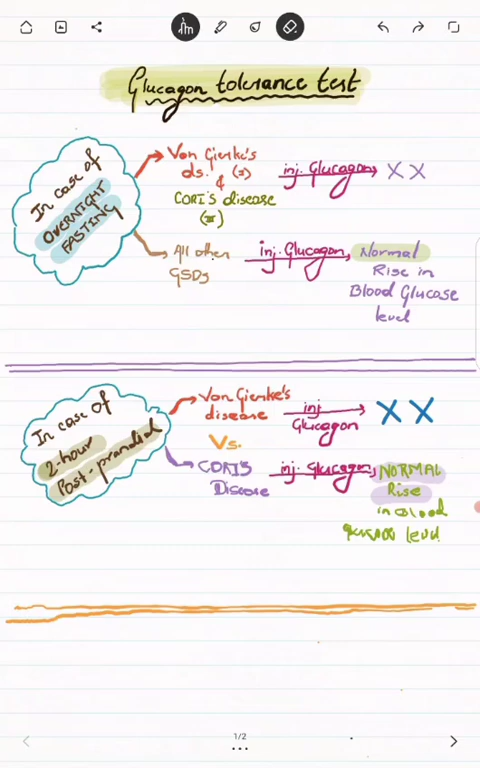 Glucagon tolerance test
In case of
OVERNIGHT
FASTING
Von Gierke's
ds. (I)
&
CORI'S disease
(III)
inj. Glucagon
X X
All other
GSDs
inj. Glucagon
Normal
Rise in
Blood Glucose
level
In case of
2-hour
Post-prandial
Von Gierke's
disease
inj
Glucagon
X X
Vs.
CORI'S
Disease
inj. Glucagon
NORMAL
Rise
in Blood
glucose level
1/2